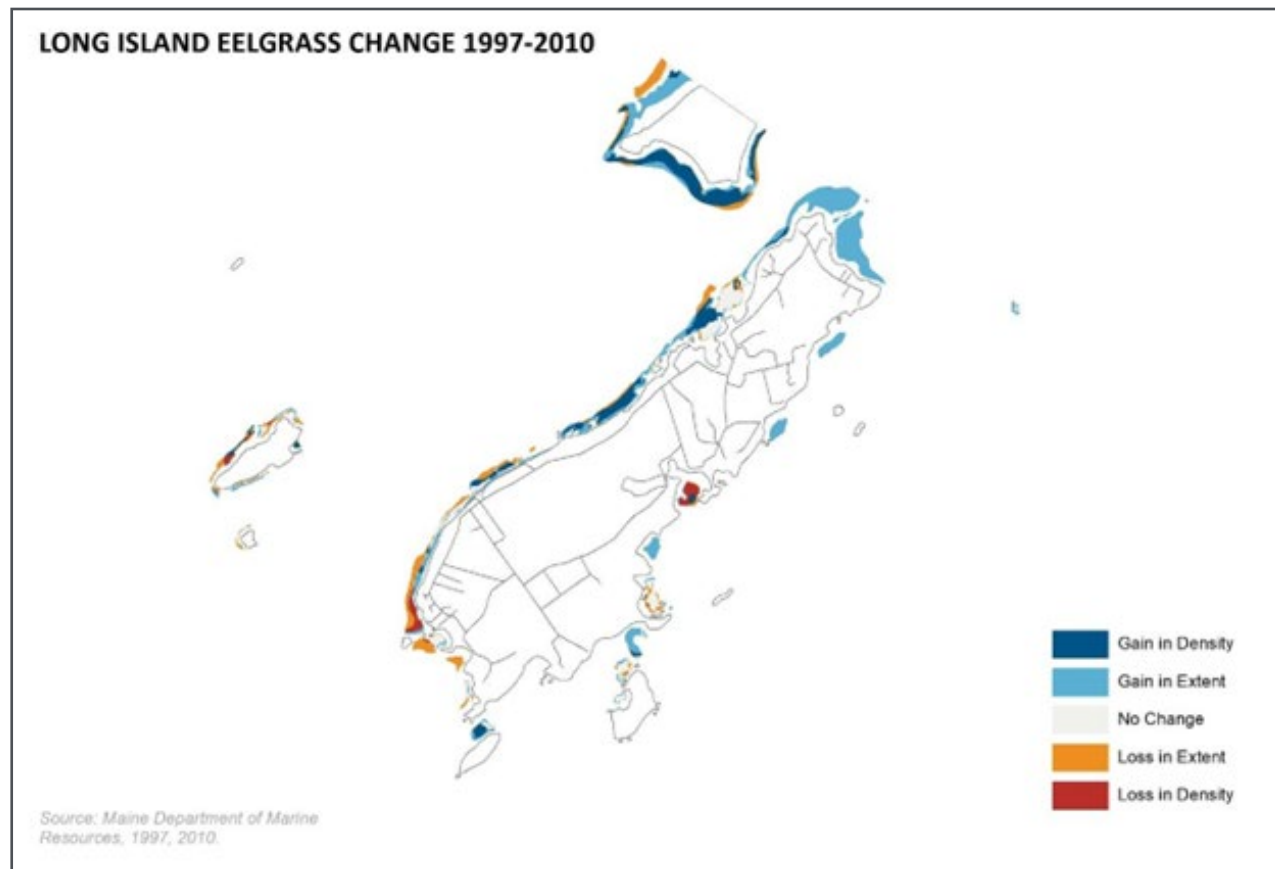 LONG ISLAND EELGRASS CHANGE 1997-2010
Gain in Density
Gain in Extent
No Change
Loss in Extent
Loss in Density
Source: Maine Department of Marine
Resources, 1997, 2010.